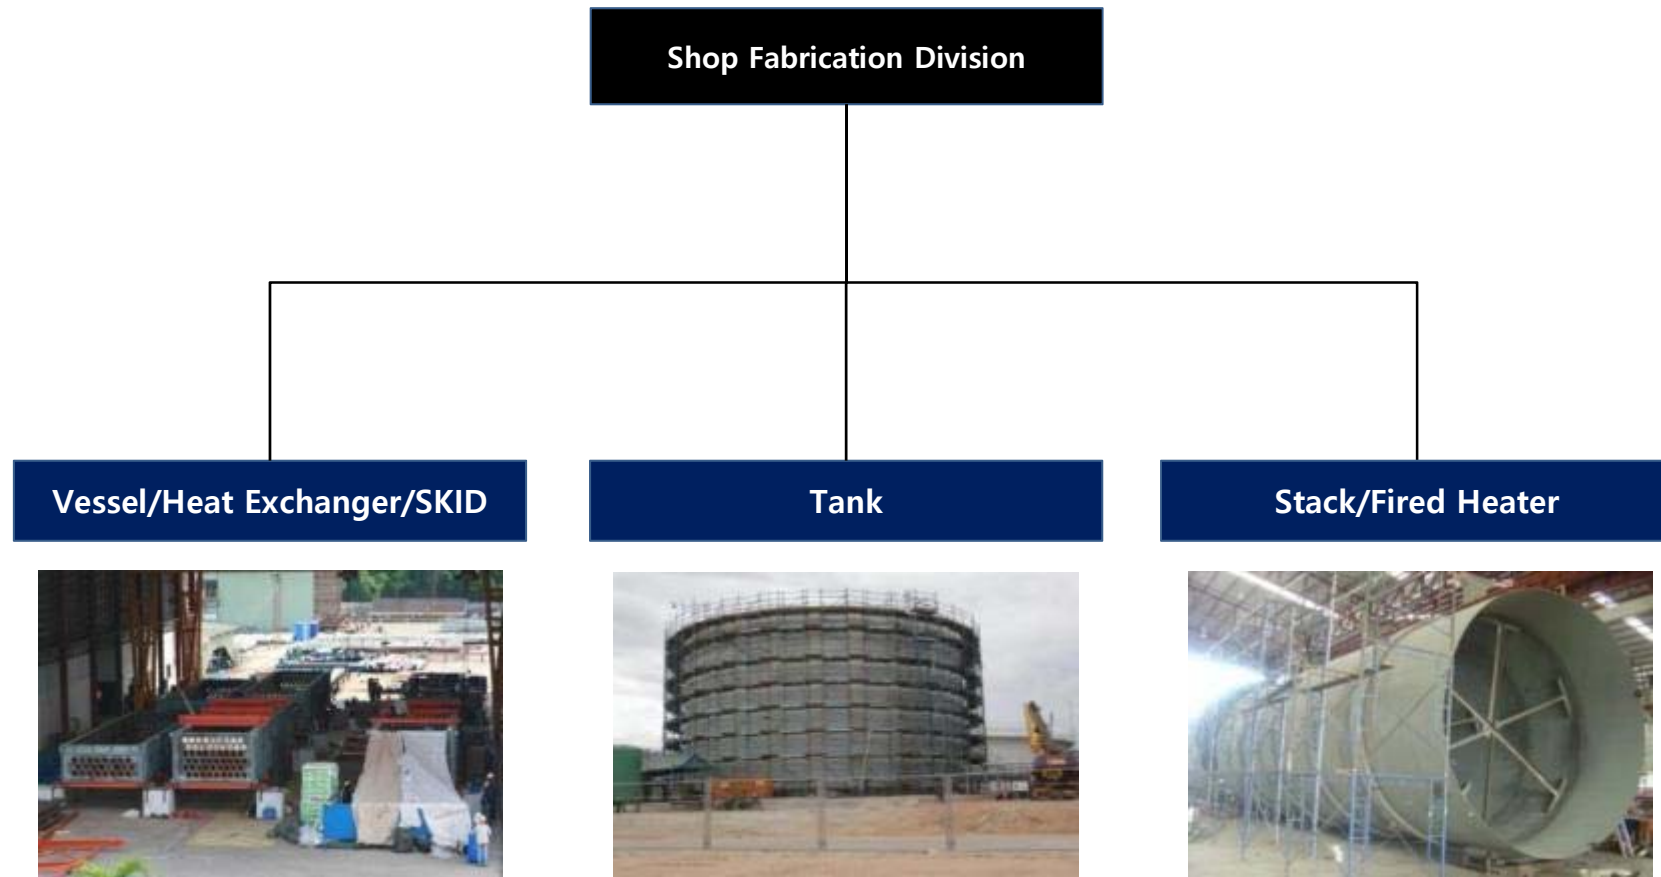 Shop Fabrication Division
Vessel/Heat Exchanger/SKID
Tank
Stack/Fired Heater